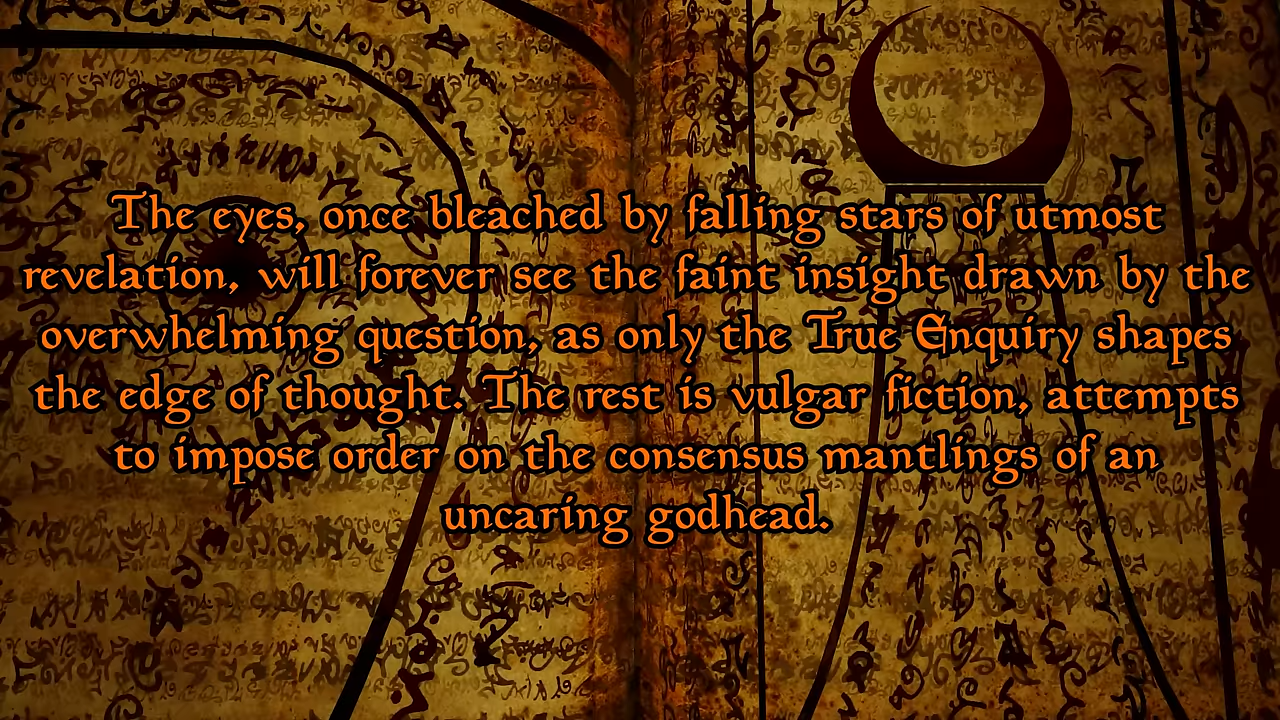 The eyes, once bleached by falling stars of utmost
revelation, will forever see the faint insight drawn by the
overwhelming question, as only the True Enquiry shapes
the edge of thought. The rest is vulgar fiction, attempts
to impose order on the consensus mantlings of an
uncaring godhead.